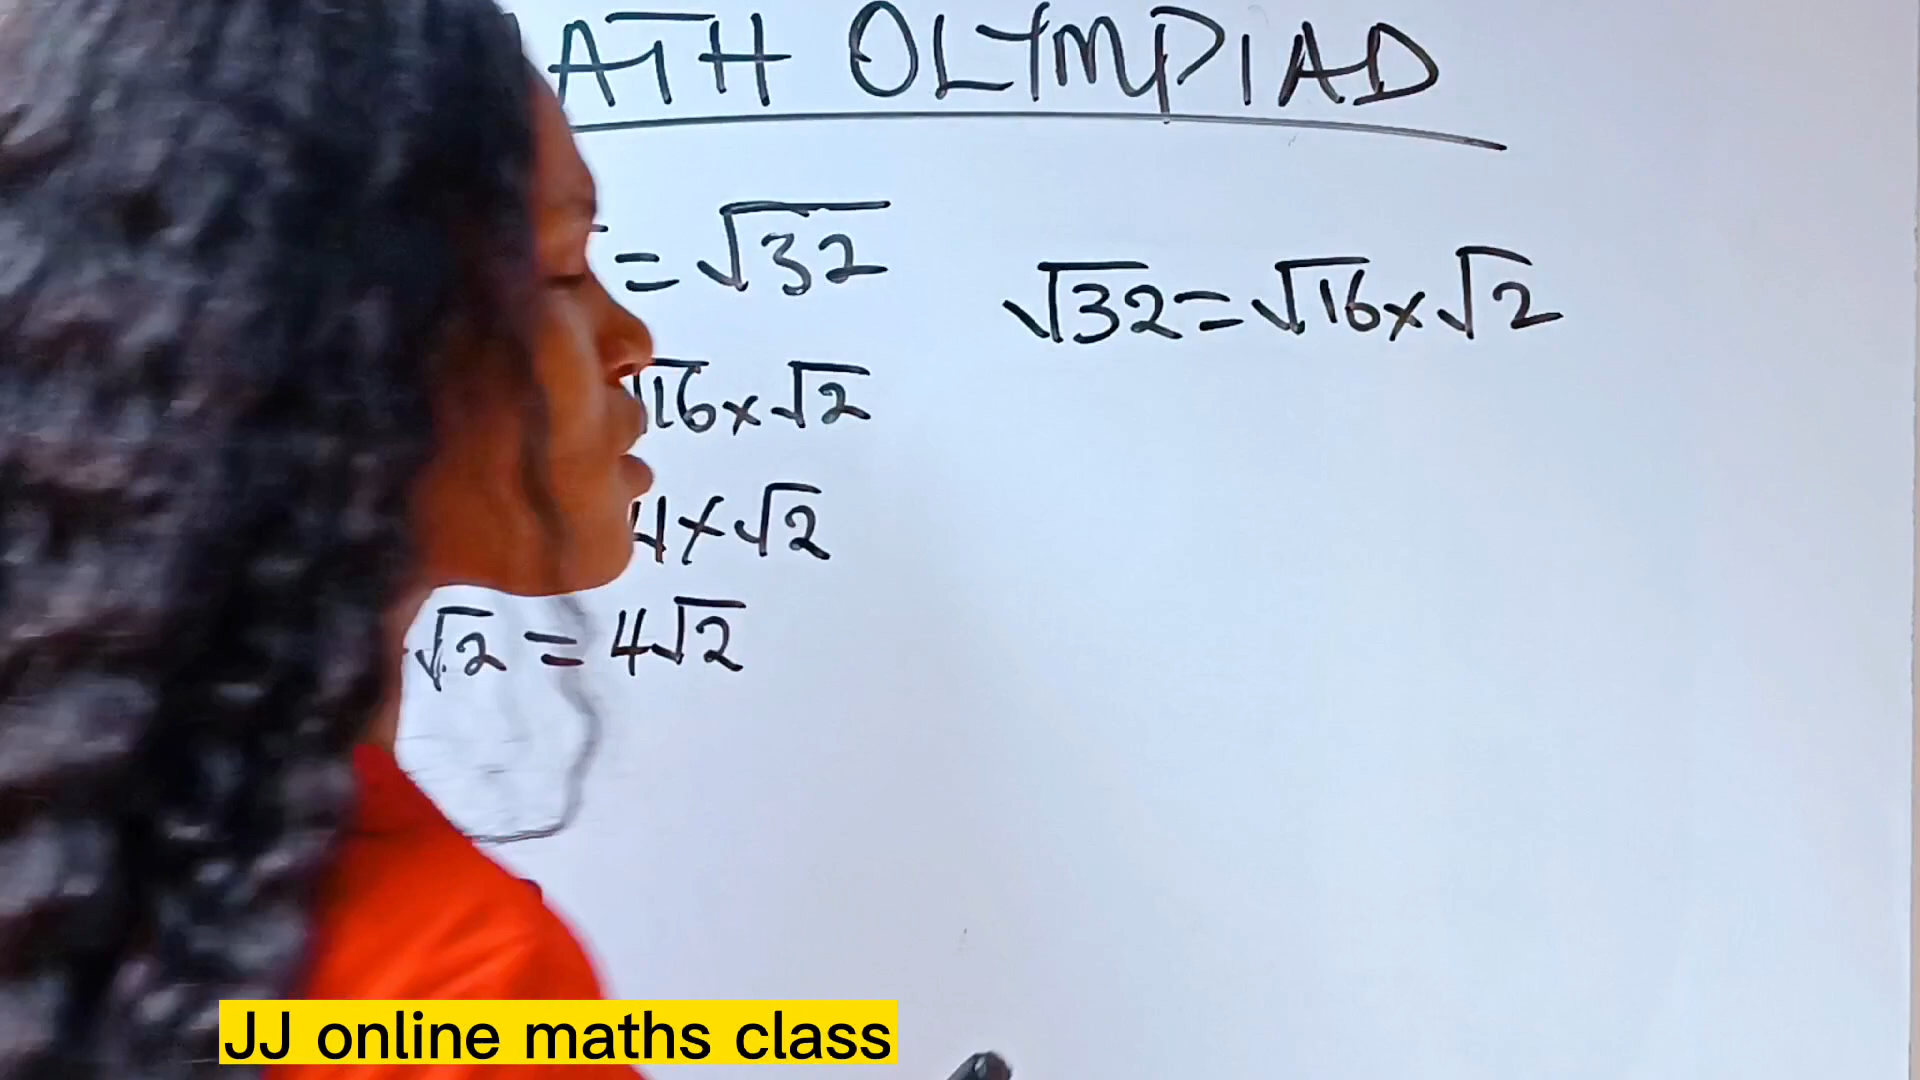 ATH OLYMPIAD
= √32
√16 × √2
4 × √2
√2 = 4√2
√32 = √16 × √2
JJ online maths class